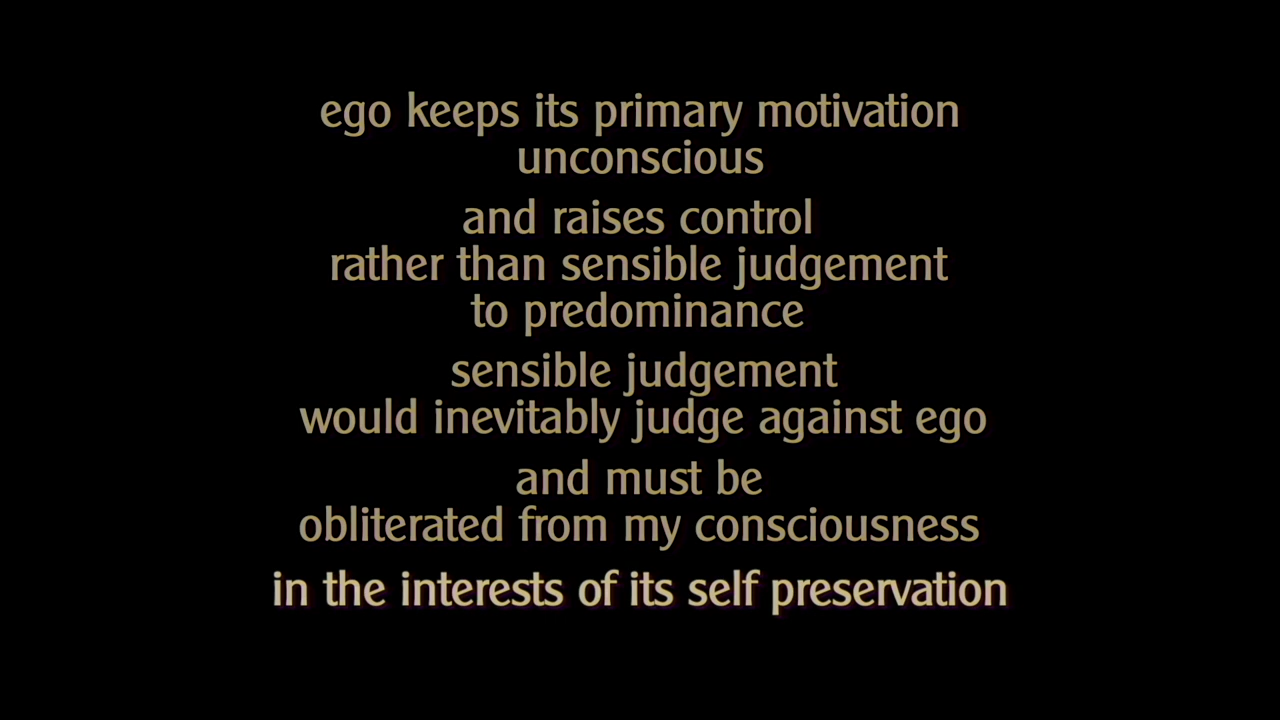 ego keeps its primary motivation
unconscious
and raises control
rather than sensible judgement
to predominance
sensible judgement
would inevitably judge against ego
and must be
obliterated from my consciousness
in the interests of its self preservation